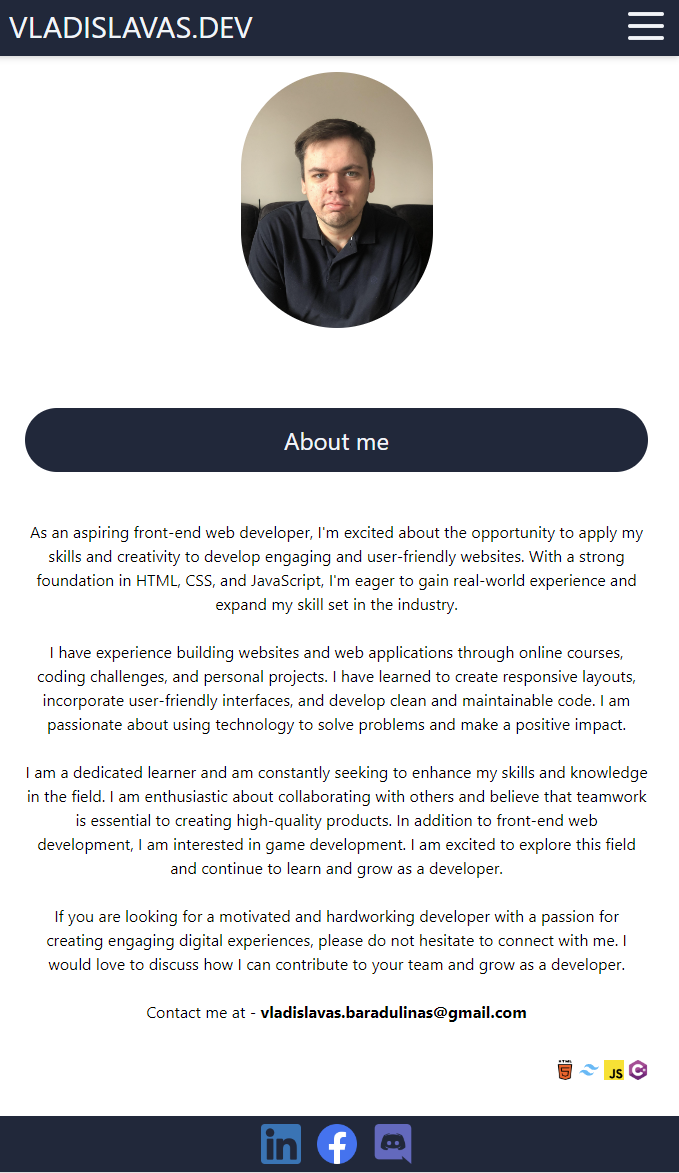 VLADISLAVAS.DEV
About me
As an aspiring front-end web developer, I'm excited about the opportunity to apply my
skills and creativity to develop engaging and user-friendly websites. With a strong
foundation in HTML, CSS, and JavaScript, I'm eager to gain real-world experience and
expand my skill set in the industry.
I have experience building websites and web applications through online courses,
coding challenges, and personal projects. I have learned to create responsive layouts,
incorporate user-friendly interfaces, and develop clean and maintainable code. I am
passionate about using technology to solve problems and make a positive impact.
I am a dedicated learner and am constantly seeking to enhance my skills and knowledge
in the field. I am enthusiastic about collaborating with others and believe that teamwork
is essential to creating high-quality products. In addition to front-end web
development, I am interested in game development. I am excited to explore this field
and continue to learn and grow as a developer.
If you are looking for a motivated and hardworking developer with a passion for
creating engaging digital experiences, please do not hesitate to connect with me. I
would love to discuss how I can contribute to your team and grow as a developer.
Contact me at - vladislavas.baradulinas@gmail.com
HTML 5 JS C
in f